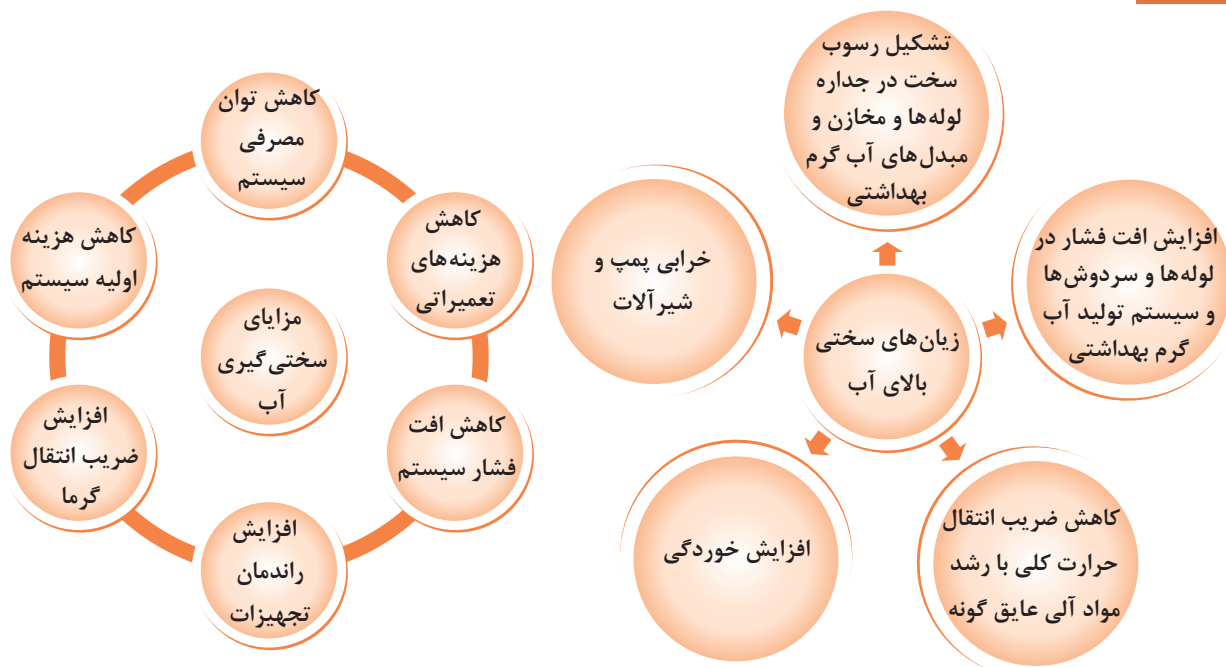 تشکیل رسوب
سخت در جداره
لوله‌ها و مخازن و
مبدل‌های آب گرم
بهداشتی
افزایش افت فشار در
لوله‌ها و سردوش‌ها
و سیستم تولید آب
گرم بهداشتی
کاهش ضریب انتقال
حرارت کلی با رشد
مواد آلی عایق گونه
افزایش خوردگی
خرابی پمپ و
شیرآلات
زیان‌های سختی
بالای آب
کاهش توان
مصرفی
سیستم
کاهش
هزینه‌های
تعمیراتی
کاهش افت
فشار سیستم
افزایش
راندمان
تجهیزات
افزایش
ضریب انتقال
گرما
کاهش هزینه
اولیه سیستم
مزایای
سختی‌گیری
آب